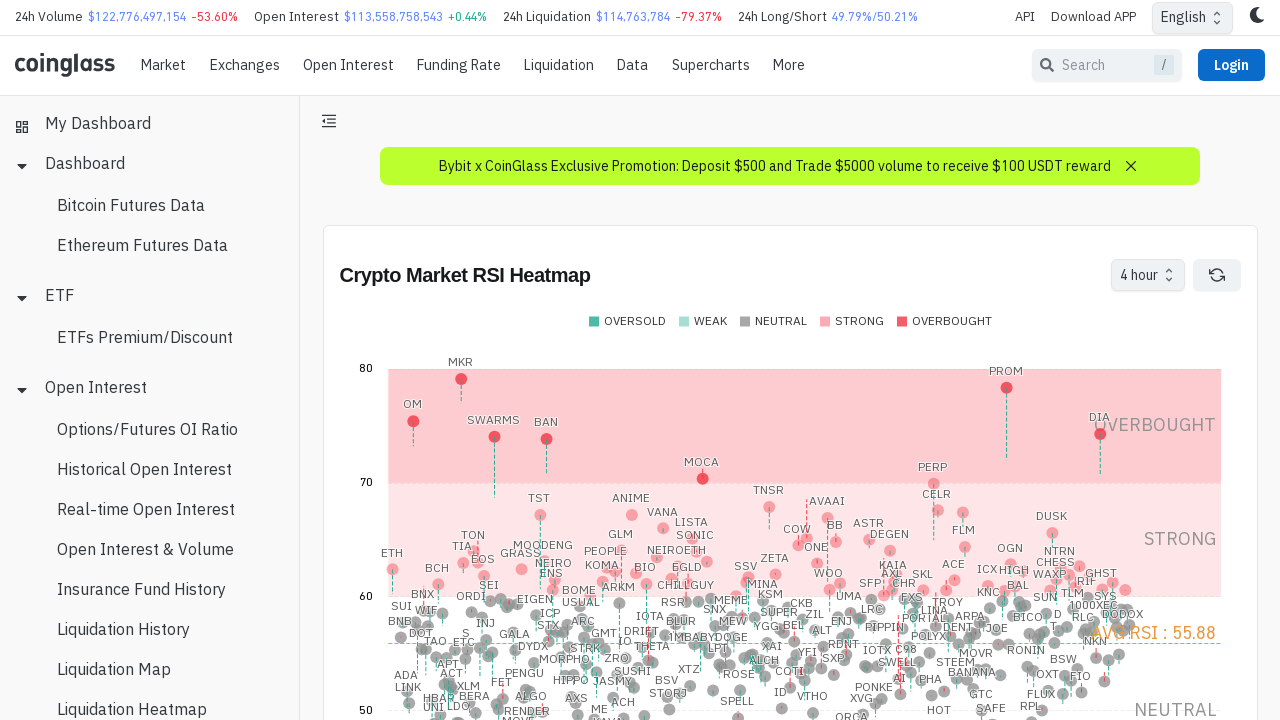 24h Volume $122,776,497,154 -53.60% Open Interest $113,558,758,543 +0.44% 24h Liquidation $114,763,784 -79.37% 24h Long/Short 49.79%/50.21% API Download APP English
coinglass Market Exchanges Open Interest Funding Rate Liquidation Data Supercharts More Search / Login
My Dashboard
Dashboard
Bitcoin Futures Data
Ethereum Futures Data
ETF
ETFs Premium/Discount
Open Interest
Options/Futures OI Ratio
Historical Open Interest
Real-time Open Interest
Open Interest & Volume
Insurance Fund History
Liquidation History
Liquidation Map
Liquidation Heatmap
Bybit x CoinGlass Exclusive Promotion: Deposit $500 and Trade $5000 volume to receive $100 USDT reward
Crypto Market RSI Heatmap 4 hour
OVERSOLD WEAK NEUTRAL STRONG OVERBOUGHT
80
MKR
PROM
OM
SWARMS BAN
DIA
OVERBOUGHT
MOCA
PERP
70
TNSR
CELR
TST ANIME
AVAAI
VANA
LISTA
BB ASTR
DUSK
COW
FLM
TON
GLM
SONIC
DEGEN
STRONG
TIA
MOODENG
ONE
OGN
ETH
GRASS
PEOPLE
NEIROETH
NTRN
EOS
ZETA
CHESS
NEIRO
KOMA
BIO
EGLD
SSV
KAIA
ACE
BCH
ENS
WOO
AXL
SKL
ICX HIGH
WAXP
GHST
SEI
BOME
ARKM
CHILLGUY
MINA
SFP
CHR
BAL
RIF
60
BNX
ORDI
EIGEN
USUAL
RSR
MEME
KSM
CKB
UMA
KNC
SUN
TLM
SYS
SUI
WIF
ICP
IOTA
SNX
SUPER
ZIL
LRC
TROY
LINA
ARPA
BICO
D
1000XEC
DODOX
BNB
INJ
STX
ARC
BLUR
MEW
YGG
BEL
ENJ
PIPPIN
PORTAL
RLC
DOT
S
GALA
GMT
DRIFT
1MBABYDOGE
ALT
POLYX
DENT
JOE
T
AVG RSI : 55.88
TAO
ETC
DYDX
STRK
THETA
LPT
XAI
YFI
RDNT
IOTX
C98
MOVR
RONIN
NKN
APT
MORPHO
ZRO
ALCH
SXP
SWELL
STEEM
BSW
ADA
ACT
PENGU
SUSHI
XTZ
ROSE
COTI
AI
PHA
BANANA
OXT
FIO
LINK
XLM
FET
HIPPO
JASMY
BSV
PONKE
HBAR
BERA
ALGO
AXS
STORJ
ID
VTHO
XVG
GTC
FLUX
UNI
LDO
RENDER
ME
ACH
SPELL
ORCA
HOT
SAFE
RPL
50
NEUTRAL